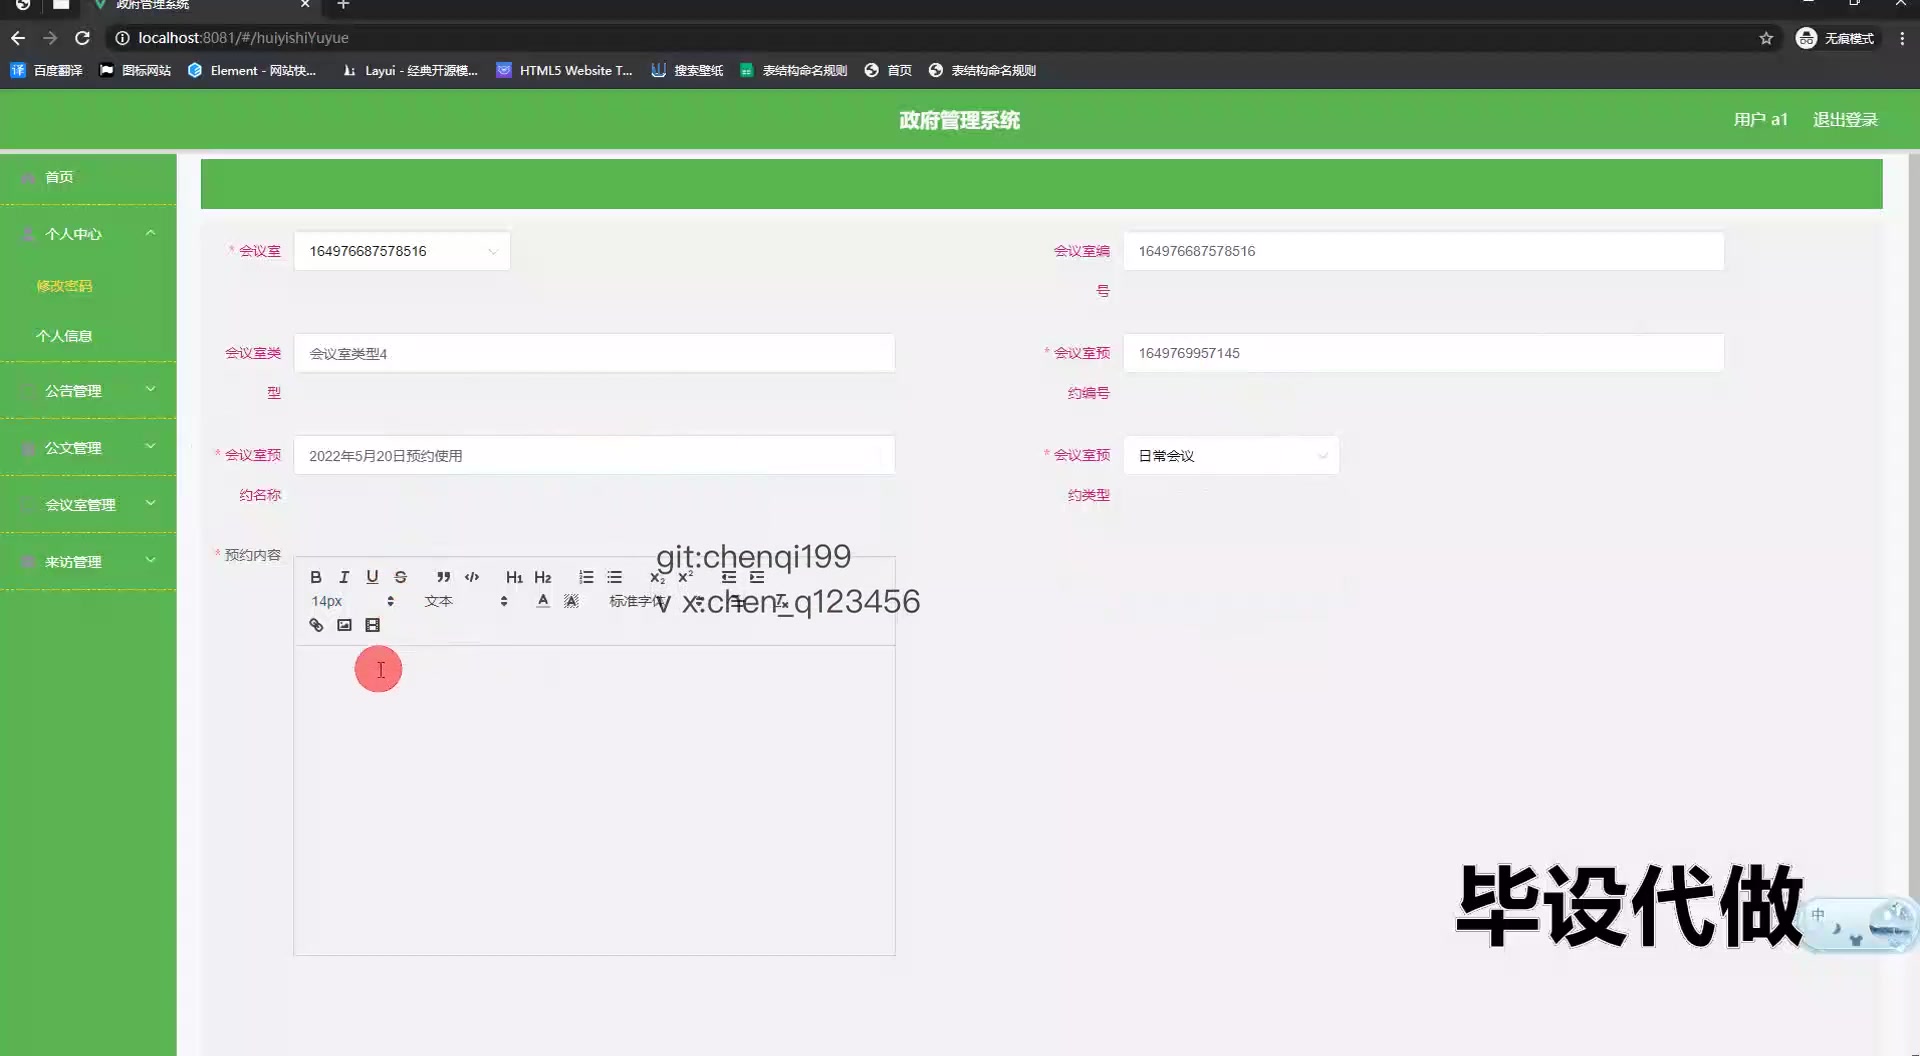 政府管理系统
localhost:8081/#/huiyishiYuyue
无痕模式
百度翻译
图标网站
Element - 网站快...
Layui - 经典开源模...
HTML5 Website T...
搜索壁纸
表结构命名规则
首页
表结构命名规则
政府管理系统
用户 a1
退出登录
首页
个人中心
修改密码
个人信息
公告管理
公文管理
会议室管理
来访管理
* 会议室
164976687578516
会议室编
号
164976687578516
会议室类
型
会议室类型4
* 会议室预
约编号
1649769957145
* 会议室预
约名称
2022年5月20日预约使用
* 会议室预
约类型
日常会议
* 预约内容
git:chenqi199
B I U S H1 H2 x₂ x²
14px
文本
标准字体
v x:chen_q123456
毕设代做
中